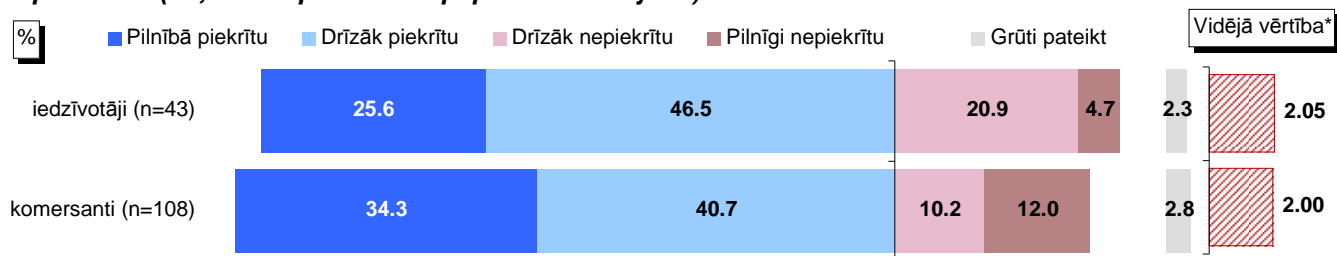 % Pilnībā piekrītu Drīzāk piekrītu Drīzāk nepiekrītu Pilnīgi nepiekrītu Grūti pateikt Vidējā vērtība*
iedzīvotāji (n=43) 25.6 46.5 20.9 4.7 2.3 2.05
komersanti (n=108) 34.3 40.7 10.2 12.0 2.8 2.00